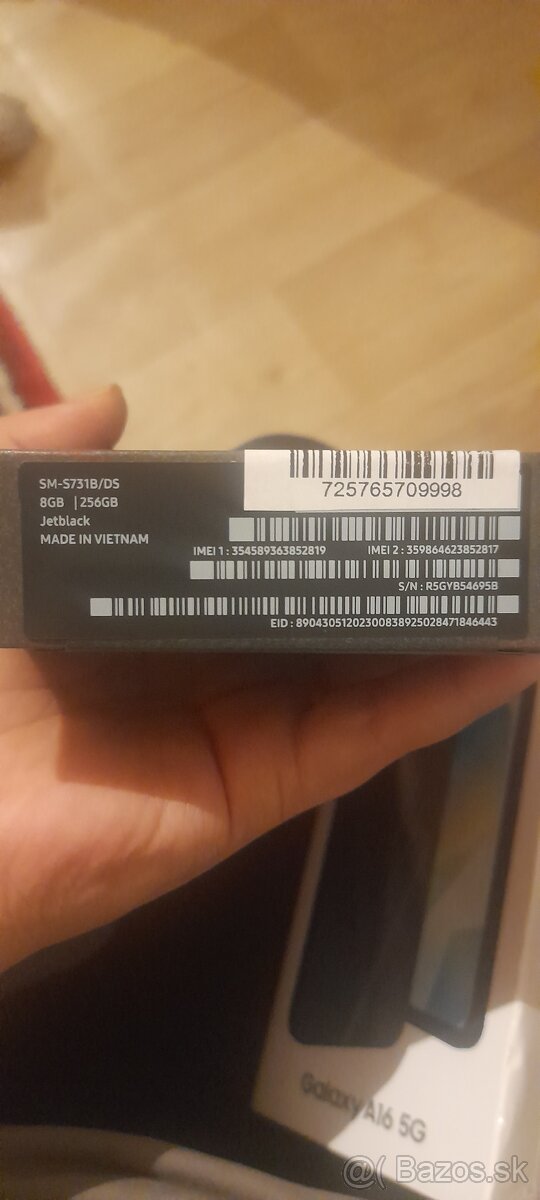 SM-S731B/DS
8GB | 256GB
Jetblack
MADE IN VIETNAM
725765709998
IMEI 1 : 354589363852819 IMEI 2 : 359864623852817
S/N : R5GYB54695B
EID : 89043051202300838925028471846443
Galaxy A16 5G
@( Bazos.sk